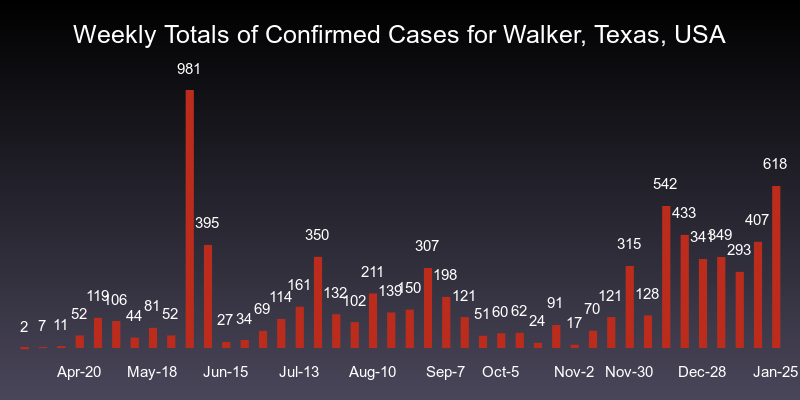 Weekly Totals of Confirmed Cases for Walker, Texas, USA
2 7 11 52 119 106 44 81 52 981 395 27 34 69 114 161 350 132 102 211 139 150 307 198 121 51 60 62 24 91 17 70 121 315 128 542 433 341 349 293 407 618
Apr-20 May-18 Jun-15 Jul-13 Aug-10 Sep-7 Oct-5 Nov-2 Nov-30 Dec-28 Jan-25